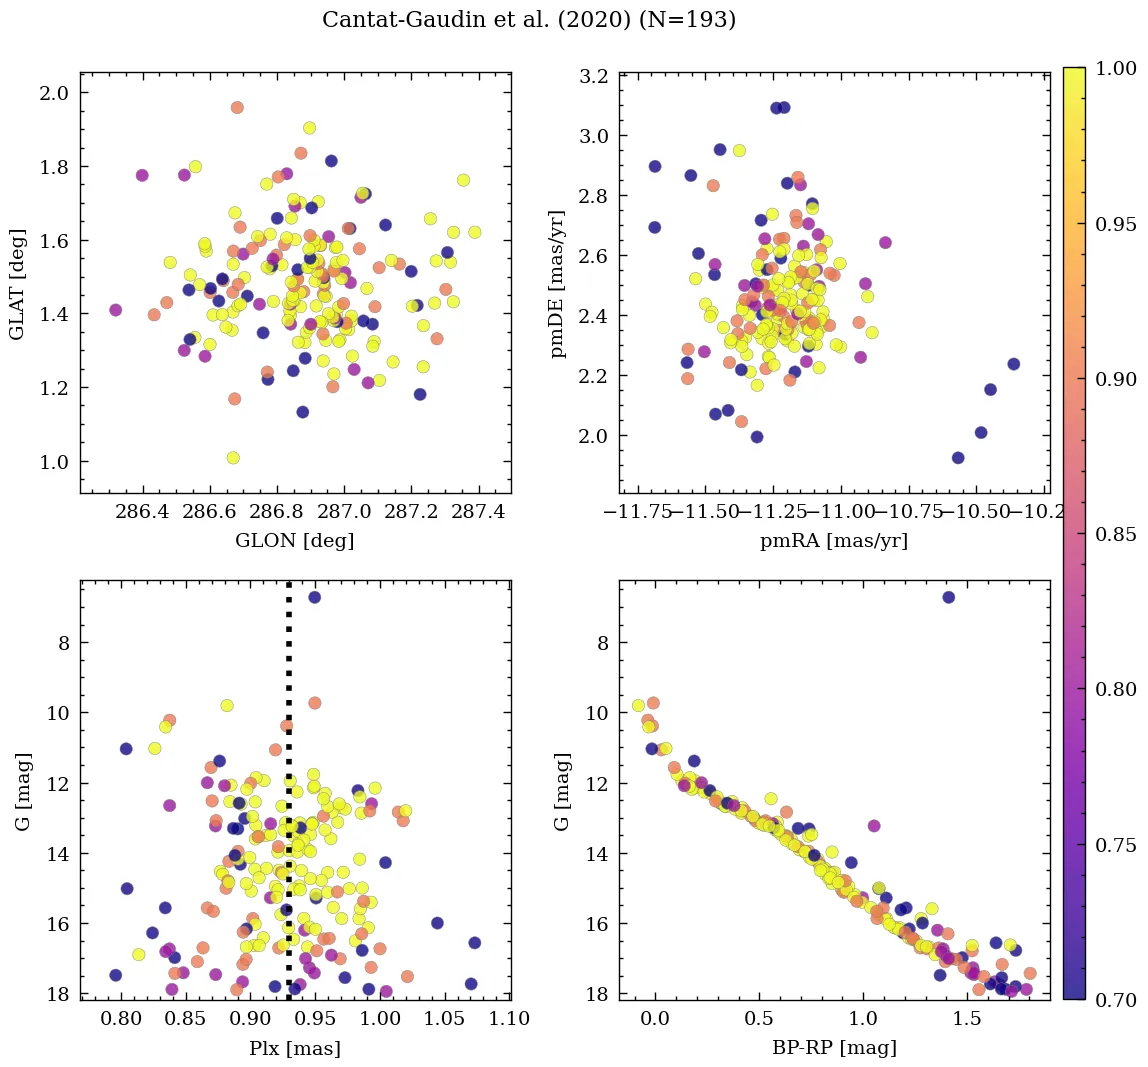 Cantat-Gaudin et al. (2020) (N=193)
2.0
1.8
1.6
1.4
1.2
1.0
GLAT [deg]
286.4 286.6 286.8 287.0 287.2 287.4
GLON [deg]
3.2
3.0
2.8
2.6
2.4
2.2
2.0
pmDE [mas/yr]
−11.75 −11.50 −11.25 −11.00 −10.75 −10.50 −10.2
pmRA [mas/yr]
1.00
0.95
0.90
0.85
0.80
0.75
0.70
8
10
12
14
16
18
G [mag]
0.80 0.85 0.90 0.95 1.00 1.05 1.10
Plx [mas]
8
10
12
14
16
18
G [mag]
0.0 0.5 1.0 1.5
BP-RP [mag]